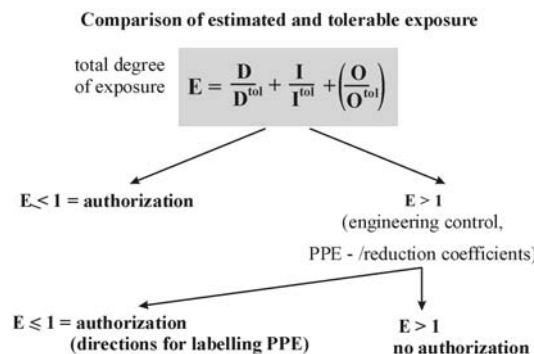 Comparison of estimated and tolerable exposure
total degree
of exposure
E = D/D^tol + I/I^tol + (O/O^tol)
E < 1 = authorization
E > 1
(engineering control,
PPE - /reduction coefficients)
E ⩽ 1 = authorization
(directions for labelling PPE)
E > 1
no authorization